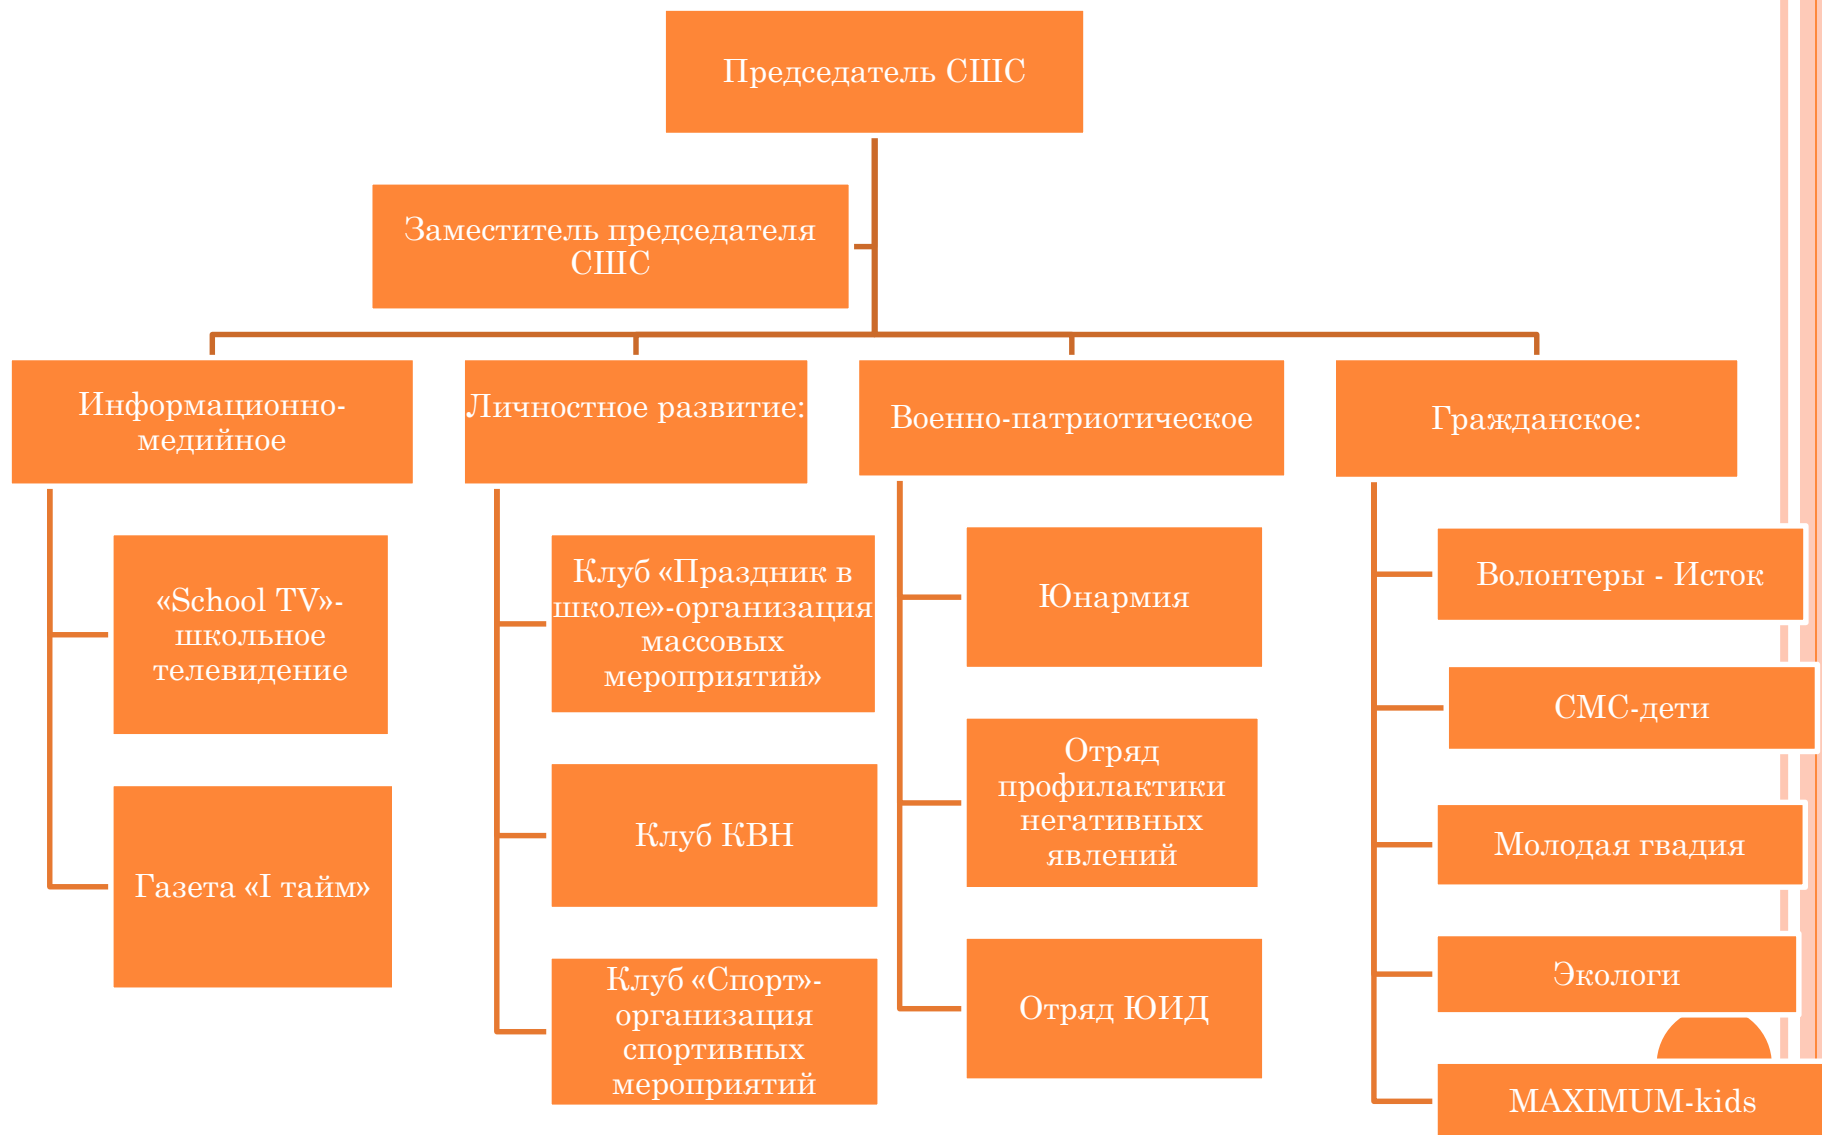 Председатель СШС
Заместитель председателя
СШС
Информационно-
медийное
«School TV»-
школьное
телевидение
Газета «I тайм»
Личностное развитие:
Клуб «Праздник в
школе»-организация
массовых
мероприятий»
Клуб КВН
Клуб «Спорт»-
организация
спортивных
мероприятий
Военно-патриотическое
Юнармия
Отряд
профилактики
негативных
явлений
Отряд ЮИД
Гражданское:
Волонтеры - Исток
СМС-дети
Молодая гвадия
Экологи
MAXIMUM-kids